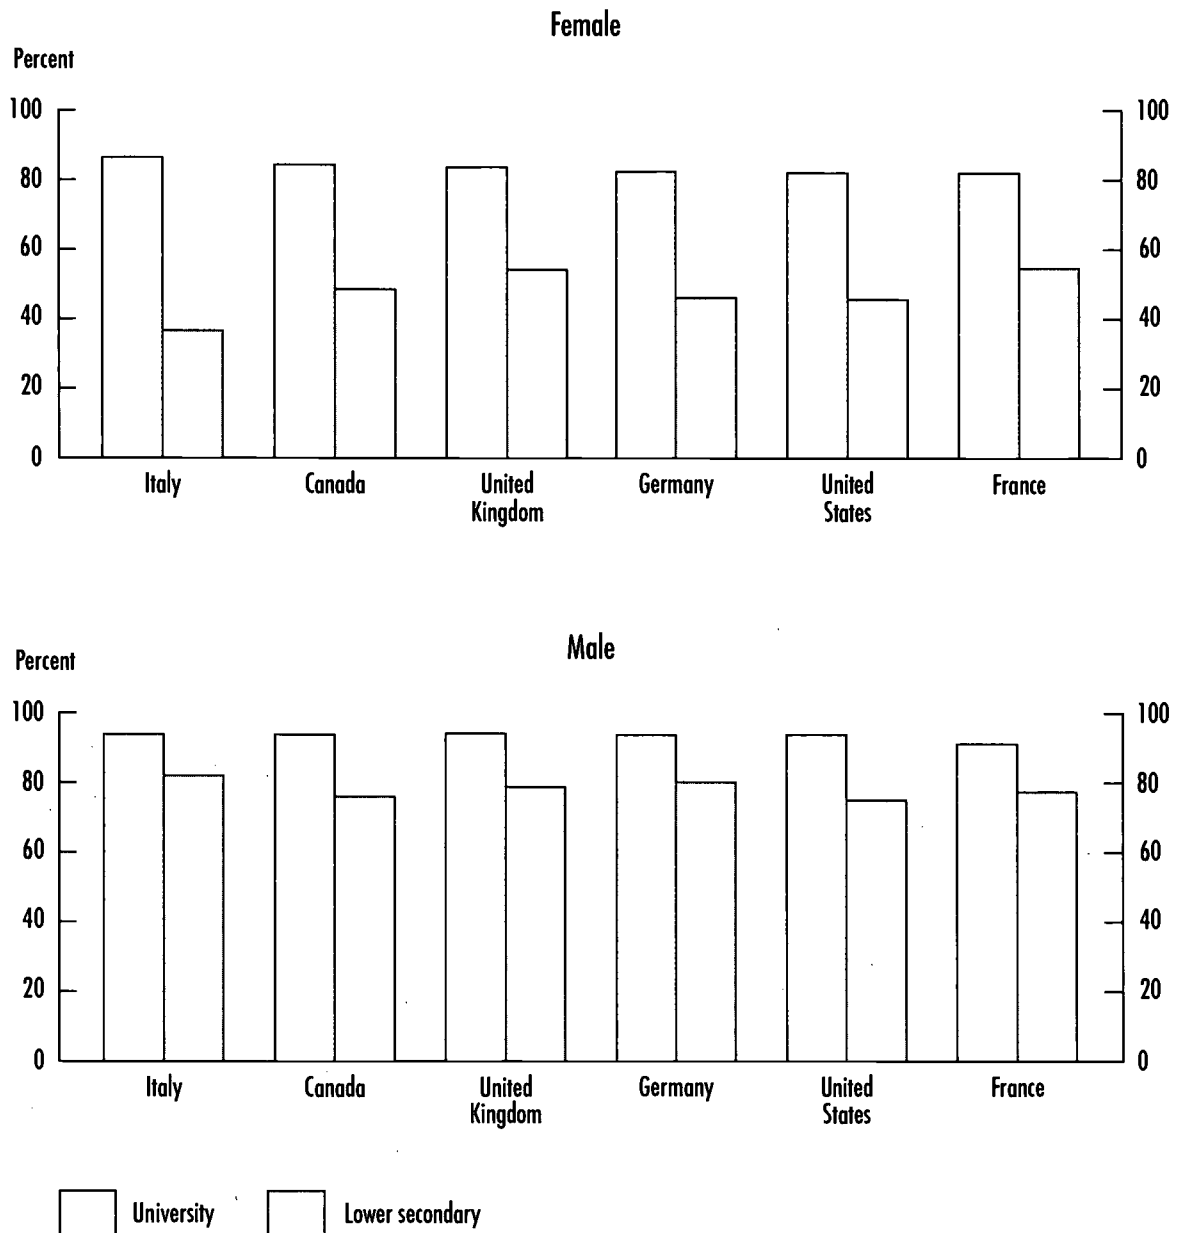 Female
Percent
100 100
80 80
60 60
40 40
20 20
0 0
Italy Canada United Kingdom Germany United States France
Male
Percent
100 100
80 80
60 60
40 40
20 20
0 0
Italy Canada United Kingdom Germany United States France
University Lower secondary